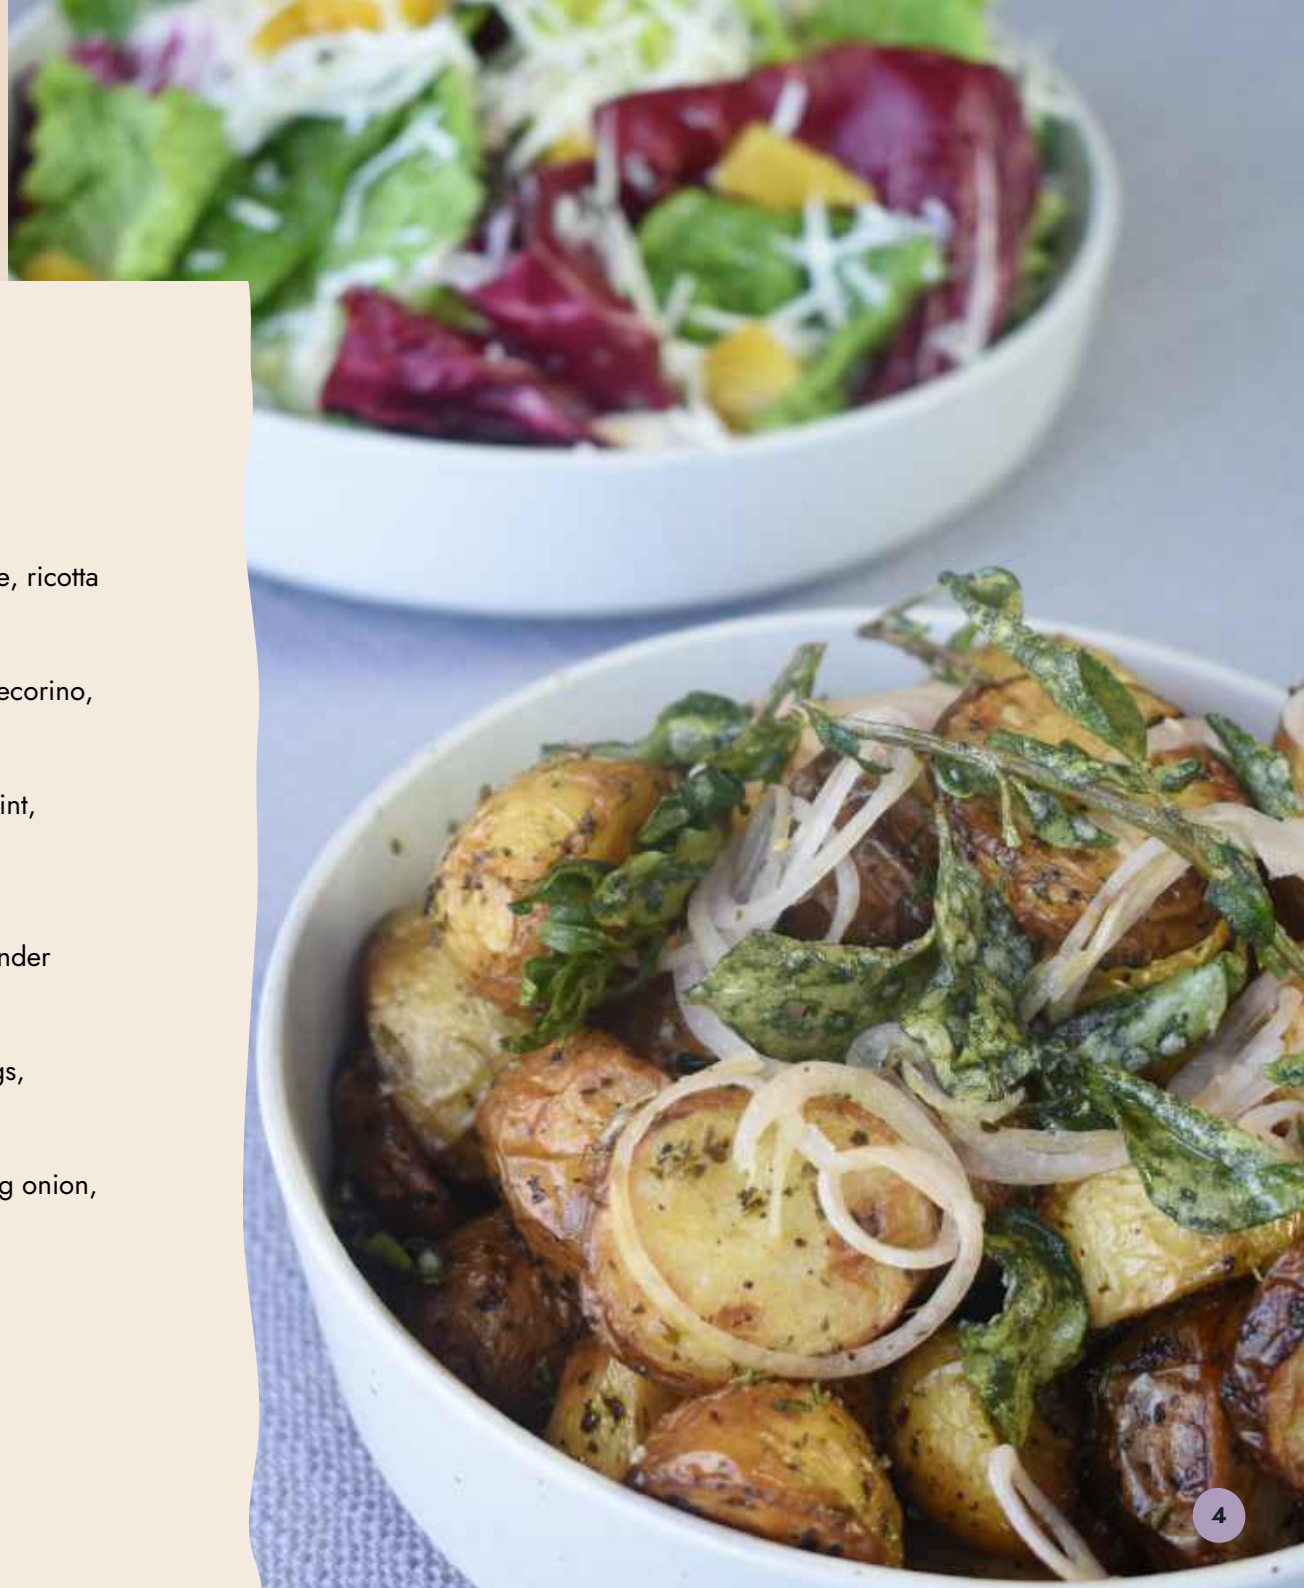 e, ricotta
ecorino,
int,
nder
gs,
g onion,
4